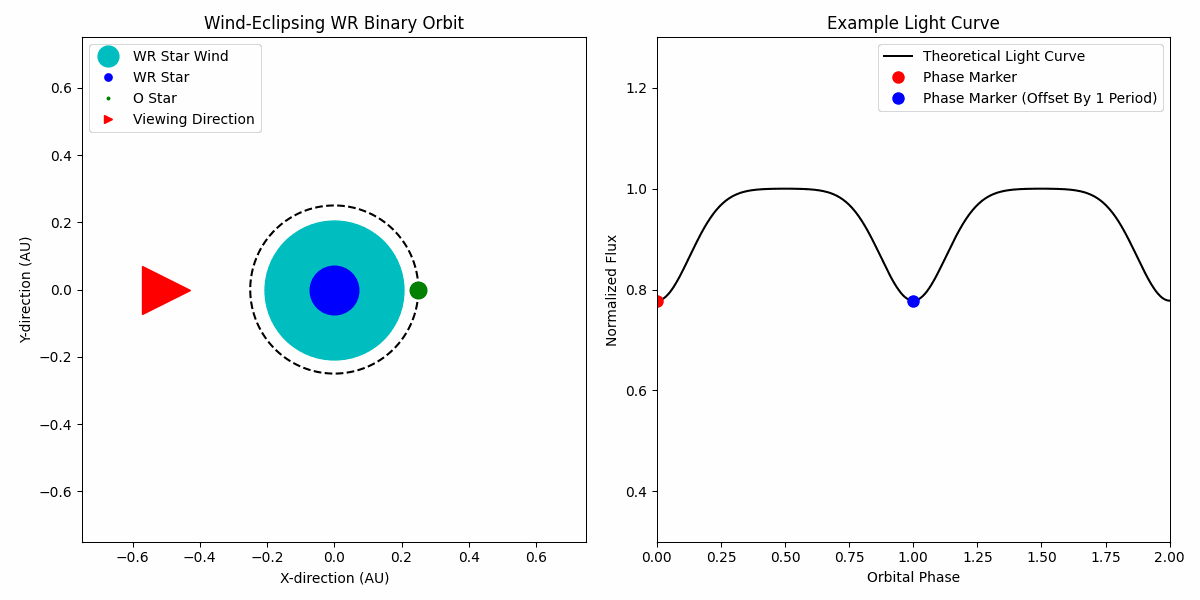 Wind-Eclipsing WR Binary Orbit
WR Star Wind
WR Star
O Star
Viewing Direction
0.6
0.4
0.2
0.0
−0.2
−0.4
−0.6
Y-direction (AU)
−0.6
−0.4
−0.2
0.0
0.2
0.4
0.6
X-direction (AU)
Example Light Curve
Theoretical Light Curve
Phase Marker
Phase Marker (Offset By 1 Period)
1.2
1.0
0.8
0.6
0.4
Normalized Flux
0.00
0.25
0.50
0.75
1.00
1.25
1.50
1.75
2.00
Orbital Phase